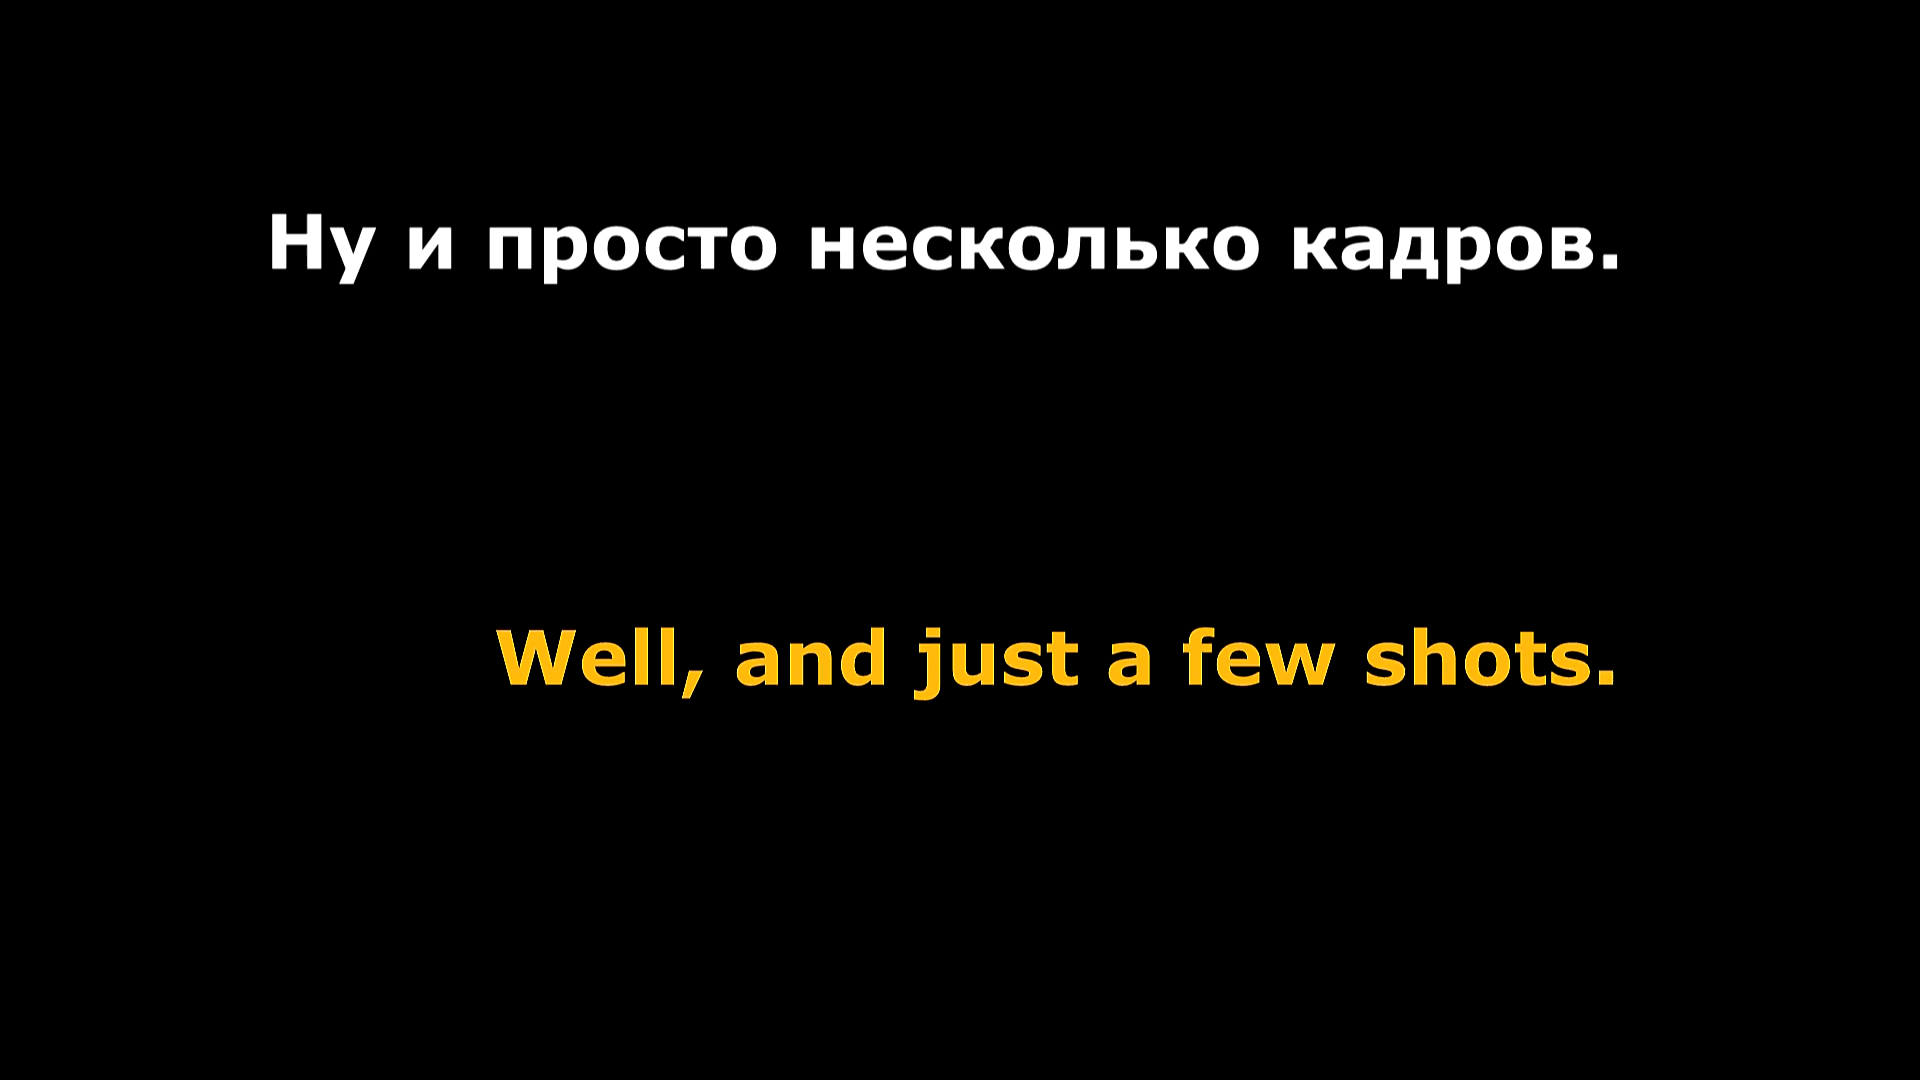 Ну и просто несколько кадров.
Well, and just a few shots.